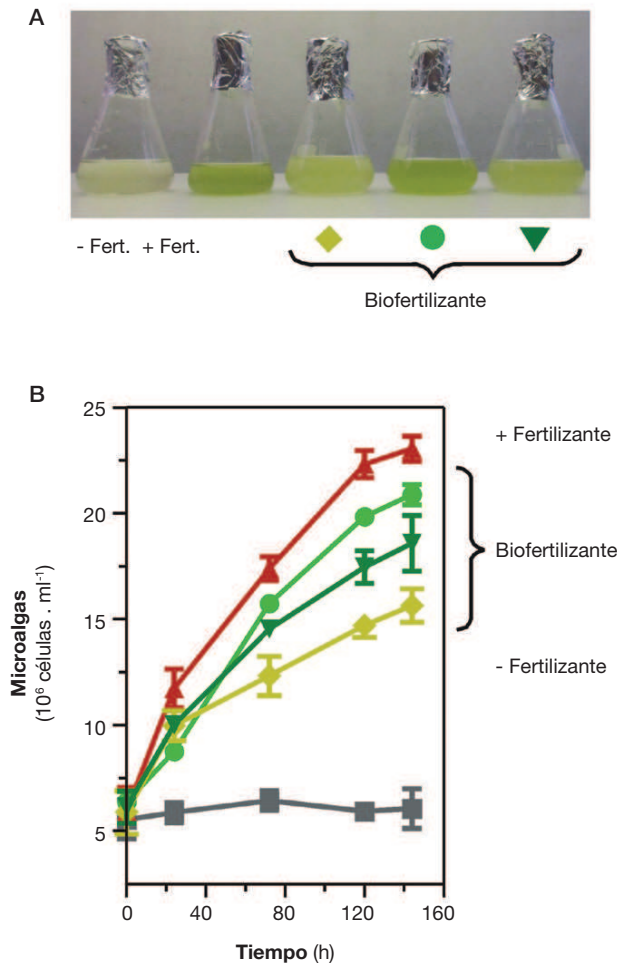 A
- Fert. + Fert.
Biofertilizante
B
25
20
15
10
5
0 40 80 120 160
Microalgas
(10⁶ células . ml⁻¹)
Tiempo (h)
+ Fertilizante
Biofertilizante
- Fertilizante